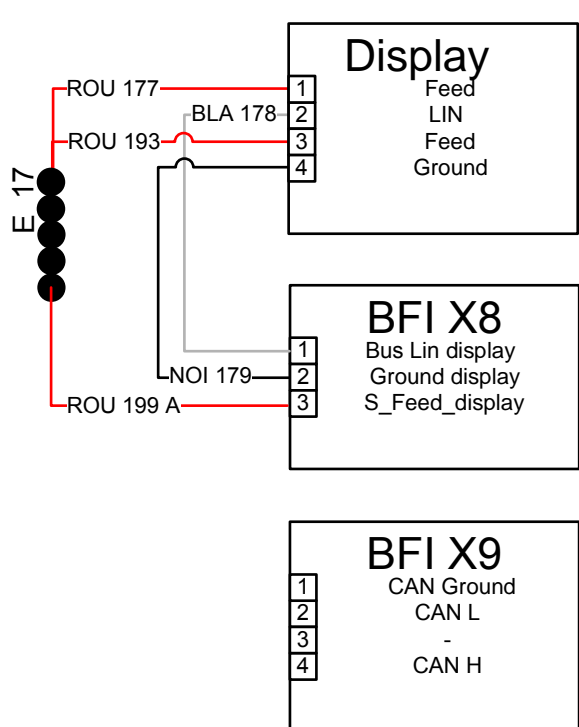 Display
ROU 177 1 Feed
BLA 178 2 LIN
ROU 193 3 Feed
4 Ground
E 17
BFI X8
1 Bus Lin display
NOI 179 2 Ground display
ROU 199 A 3 S_Feed_display
BFI X9
1 CAN Ground
2 CAN L
3 -
4 CAN H